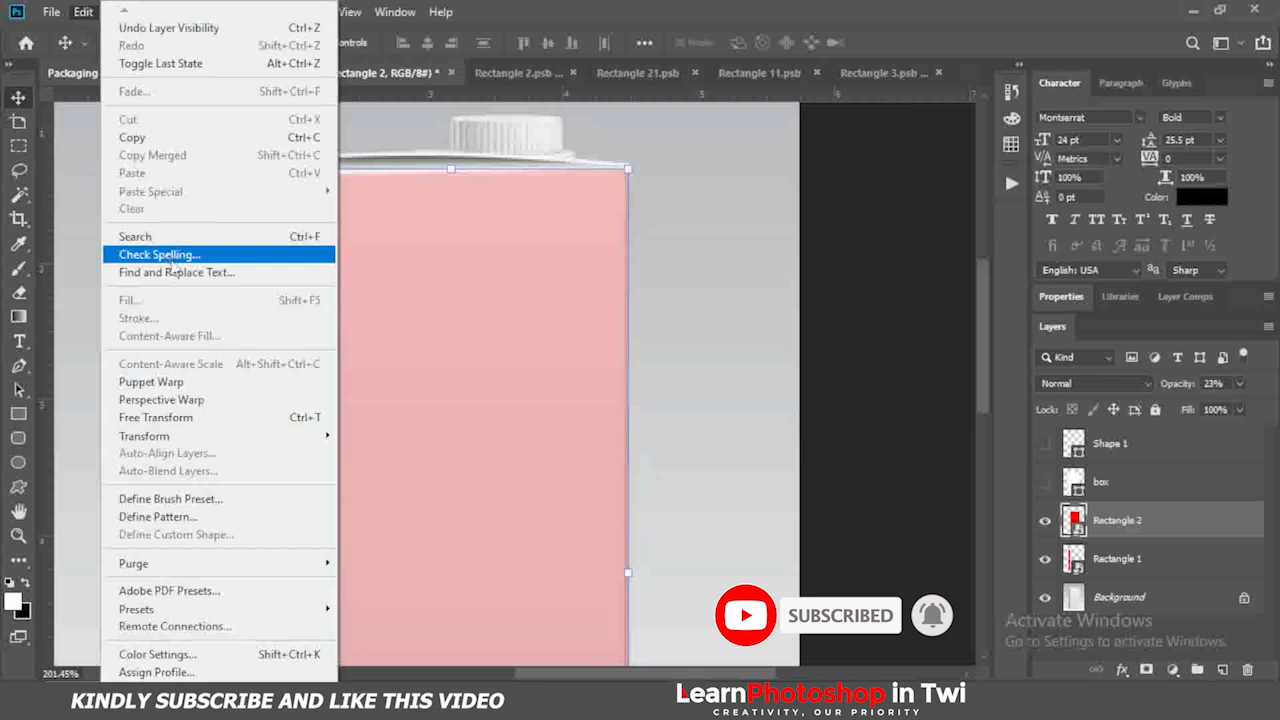 Ps File Edit View Window Help
Controls
Packaging
Rectangle 2, RGB/8#) * × Rectangle 2.psb ... × Rectangle 21.psb × Rectangle 11.psb × Rectangle 3.psb ... ×
3 4 5 6 7
Undo Layer Visibility Ctrl+Z
Redo Shift+Ctrl+Z
Toggle Last State Alt+Ctrl+Z
Fade... Shift+Ctrl+F
Cut Ctrl+X
Copy Ctrl+C
Copy Merged Shift+Ctrl+C
Paste Ctrl+V
Paste Special
Clear
Search Ctrl+F
Check Spelling...
Find and Replace Text...
Fill... Shift+F5
Stroke...
Content-Aware Fill...
Content-Aware Scale Alt+Shift+Ctrl+C
Puppet Warp
Perspective Warp
Free Transform Ctrl+T
Transform
Auto-Align Layers...
Auto-Blend Layers...
Define Brush Preset...
Define Pattern...
Define Custom Shape...
Purge
Adobe PDF Presets...
Presets
Remote Connections...
Color Settings... Shift+Ctrl+K
Assign Profile...
Character Paragraph Glyphs
Montserrat Bold
24 pt 25.5 pt
Metrics 0
100% 100%
0 pt Color:
English: USA Sharp
Properties Libraries Layer Comps
Layers
Kind
Normal Opacity: 23%
Lock: Fill: 100%
Shape 1
box
Rectangle 2
Rectangle 1
Background
Activate Windows
Go to Settings to activate Windows.
SUBSCRIBED
201.45%
KINDLY SUBSCRIBE AND LIKE THIS VIDEO
LearnPhotoshop in Twi
CREATIVITY, OUR PRIORITY